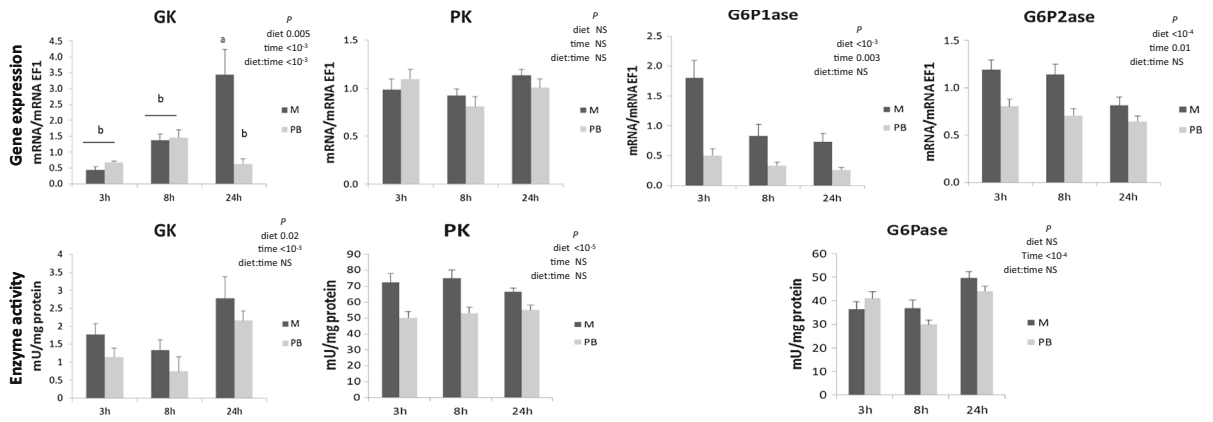 Gene expression
GK
P
diet 0.005
time <10-3
diet:time <10-3
mRNA/mRNA EF1
4.5
4.0
3.5
3.0
2.5
2.0
1.5
1.0
0.5
0.0
b
b
a
b
3h
8h
24h
M
PB
PK
P
diet NS
time NS
diet:time NS
mRNA/mRNA EF1
1.5
1.0
0.5
0.0
3h
8h
24h
M
PB
G6P1ase
P
diet <10-3
time 0.003
diet:time NS
mRNA/mRNA EF1
2.5
2.0
1.5
1.0
0.5
0.0
3h
8h
24h
M
PB
G6P2ase
P
diet <10-4
time 0.01
diet:time NS
mRNA/mRNA EF1
1.5
1.0
0.5
0.0
3h
8h
24h
M
PB
Enzyme activity
GK
P
diet 0.02
time <10-3
diet:time NS
mU/mg protein
4
3.5
3
2.5
2
1.5
1
0.5
0
3h
8h
24h
M
PB
PK
P
diet <10-5
time NS
diet:time NS
mU/mg protein
90
80
70
60
50
40
30
20
10
0
3h
8h
24h
M
PB
G6Pase
P
diet NS
Time <10-4
diet:time NS
mU/mg protein
60
50
40
30
20
10
0
3h
8h
24h
M
PB